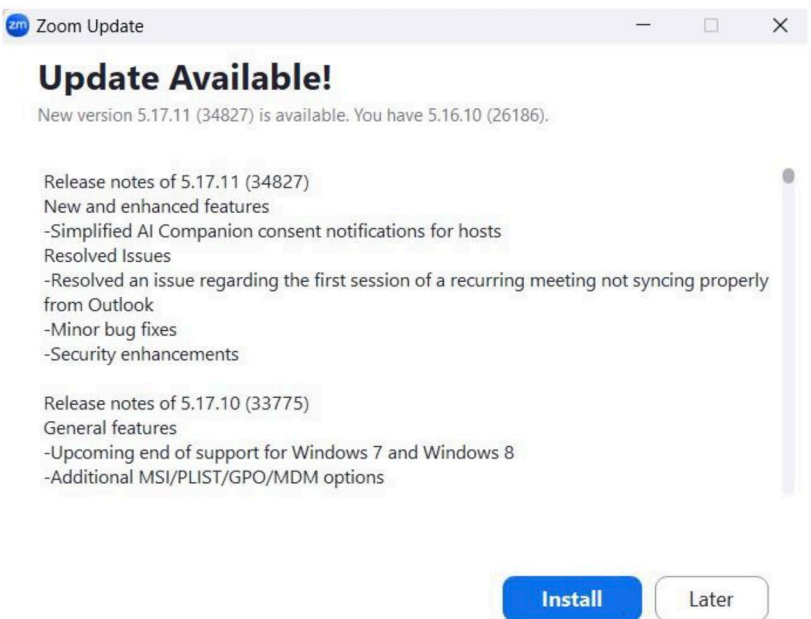 zm Zoom Update
Update Available!
New version 5.17.11 (34827) is available. You have 5.16.10 (26186).
Release notes of 5.17.11 (34827)
New and enhanced features
-Simplified AI Companion consent notifications for hosts
Resolved Issues
-Resolved an issue regarding the first session of a recurring meeting not syncing properly
from Outlook
-Minor bug fixes
-Security enhancements
Release notes of 5.17.10 (33775)
General features
-Upcoming end of support for Windows 7 and Windows 8
-Additional MSI/PLIST/GPO/MDM options
Install Later